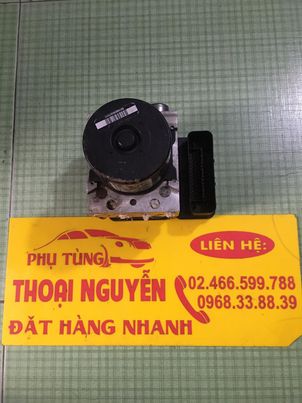 LIÊN HỆ:
PHỤ TÙNG
THOẠI NGUYỄN
02.466.599.788
0968.33.88.39
ĐẶT HÀNG NHANH